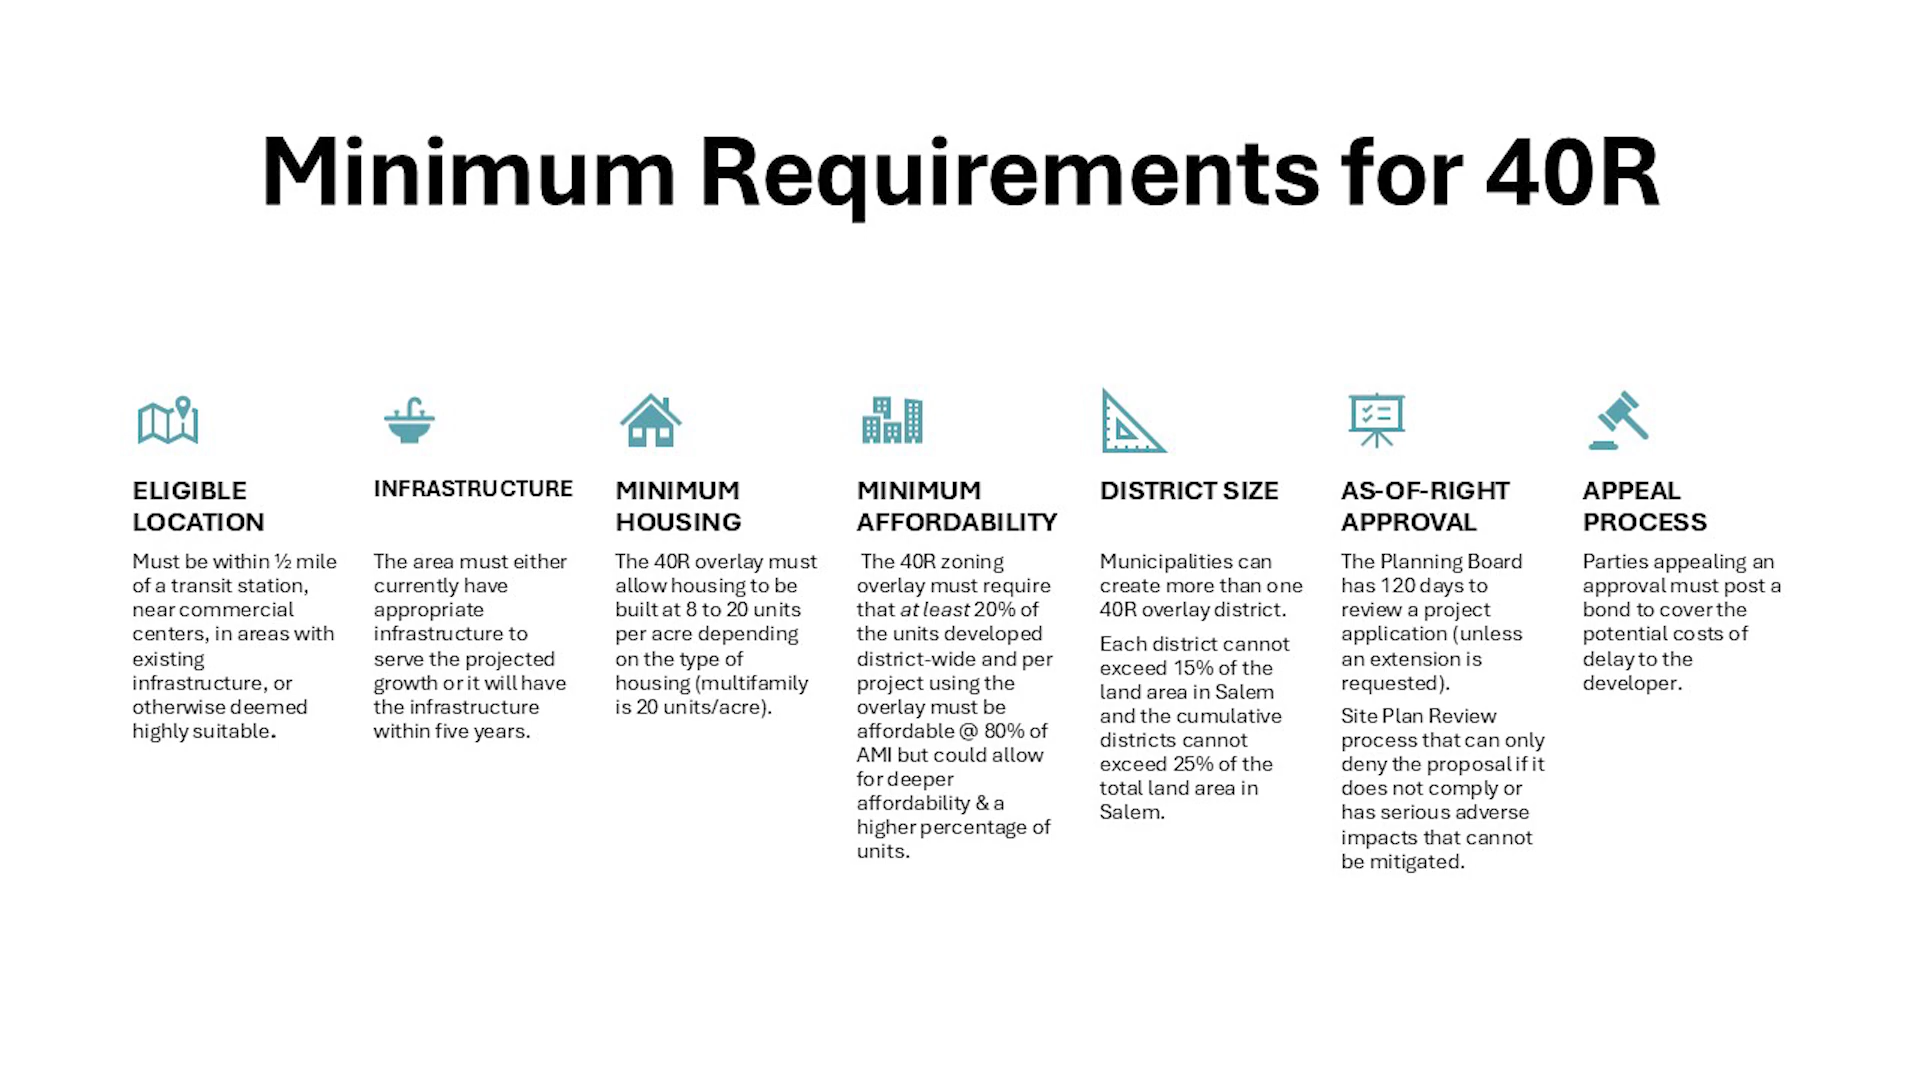 Minimum Requirements for 40R
ELIGIBLE
LOCATION
Must be within ½ mile
of a transit station,
near commercial
centers, in areas with
existing
infrastructure, or
otherwise deemed
highly suitable.
INFRASTRUCTURE
The area must either
currently have
appropriate
infrastructure to
serve the projected
growth or it will have
the infrastructure
within five years.
MINIMUM
HOUSING
The 40R overlay must
allow housing to be
built at 8 to 20 units
per acre depending
on the type of
housing (multifamily
is 20 units/acre).
MINIMUM
AFFORDABILITY
The 40R zoning
overlay must require
that at least 20% of
the units developed
district-wide and per
project using the
overlay must be
affordable @ 80% of
AMI but could allow
for deeper
affordability & a
higher percentage of
units.
DISTRICT SIZE
Municipalities can
create more than one
40R overlay district.
Each district cannot
exceed 15% of the
land area in Salem
and the cumulative
districts cannot
exceed 25% of the
total land area in
Salem.
AS-OF-RIGHT
APPROVAL
The Planning Board
has 120 days to
review a project
application (unless
an extension is
requested).
Site Plan Review
process that can only
deny the proposal if it
does not comply or
has serious adverse
impacts that cannot
be mitigated.
APPEAL
PROCESS
Parties appealing an
approval must post a
bond to cover the
potential costs of
delay to the
developer.